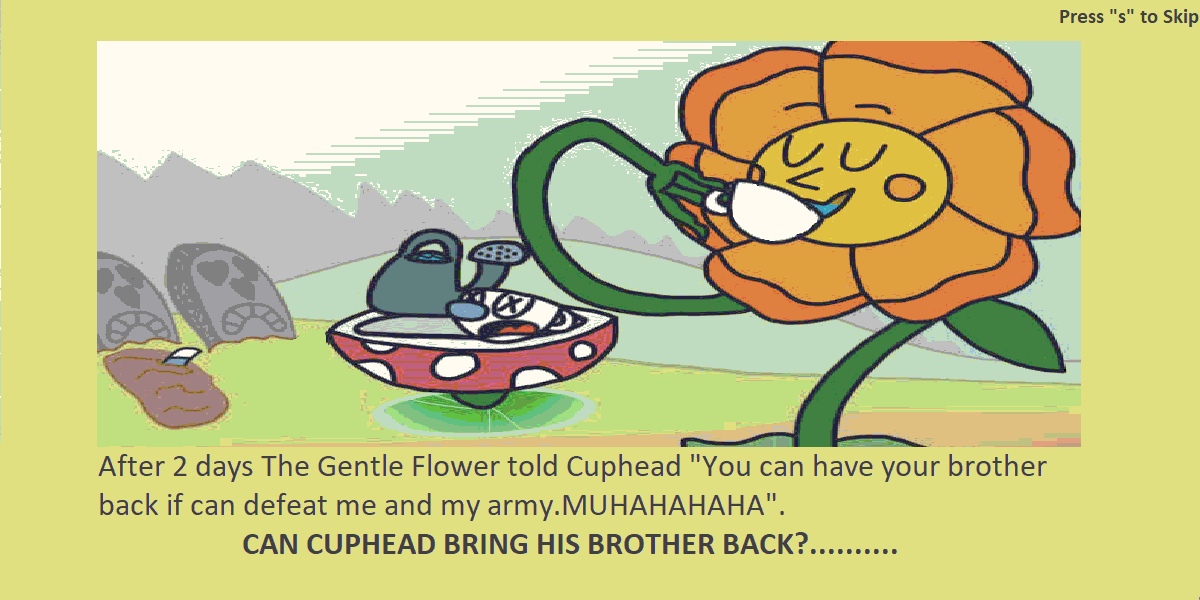 Press "s" to Skip
After 2 days The Gentle Flower told Cuphead "You can have your brother
back if can defeat me and my army.MUHAHAHAHA".
CAN CUPHEAD BRING HIS BROTHER BACK?..........